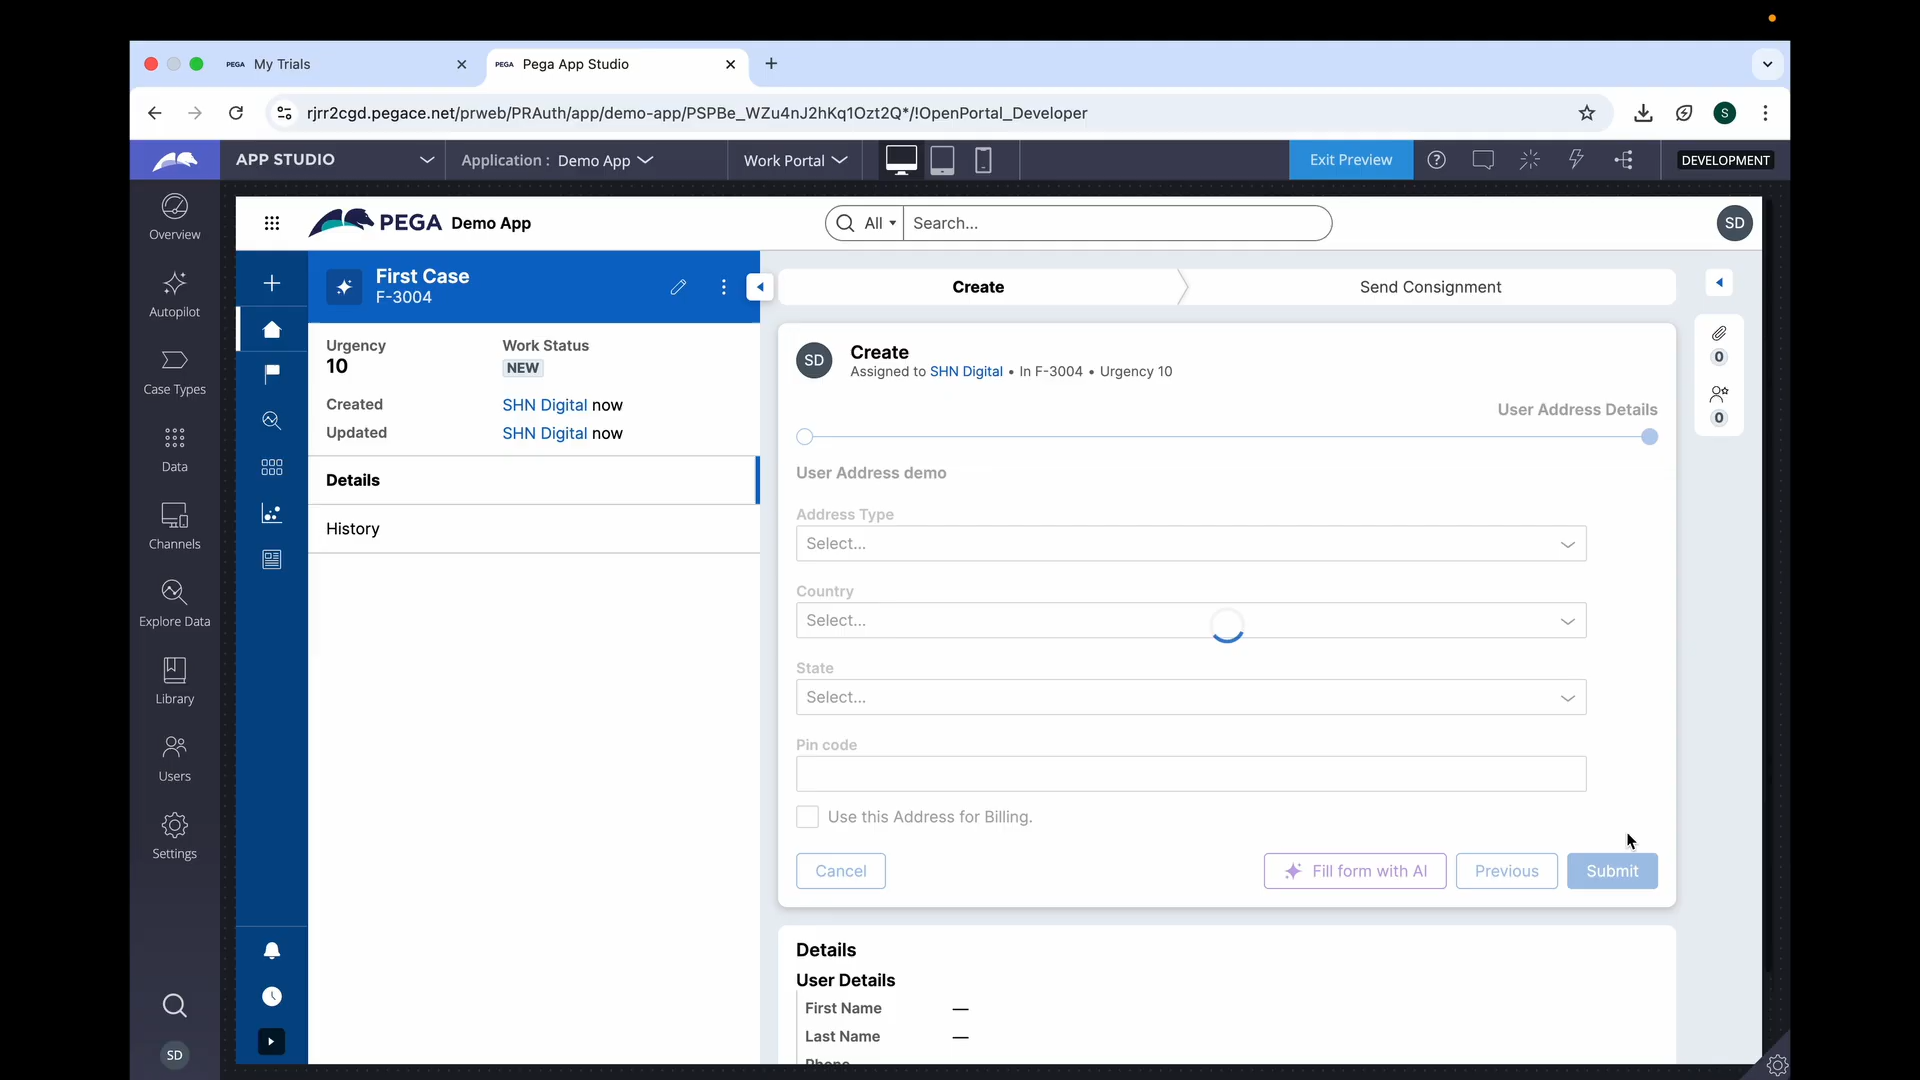 PEGA My Trials
PEGA Pega App Studio
rjrr2cgd.pegace.net/prweb/PRAuth/app/demo-app/PSPBe_WZu4nJ2hKq1Ozt2Q*/!OpenPortal_Developer
S
APP STUDIO
Application : Demo App
Work Portal
Exit Preview
DEVELOPMENT
Overview
Autopilot
Case Types
Data
Channels
Explore Data
Library
Users
Settings
SD
PEGA Demo App
All
Search...
SD
First Case
F-3004
Urgency
10
Work Status
NEW
Created
SHN Digital now
Updated
SHN Digital now
Details
History
Create
Send Consignment
SD
Create
Assigned to SHN Digital • In F-3004 • Urgency 10
User Address Details
User Address demo
Address Type
Select...
Country
Select...
State
Select...
Pin code
Use this Address for Billing.
Cancel
Fill form with AI
Previous
Submit
0
0
Details
User Details
First Name —
Last Name —
Phone